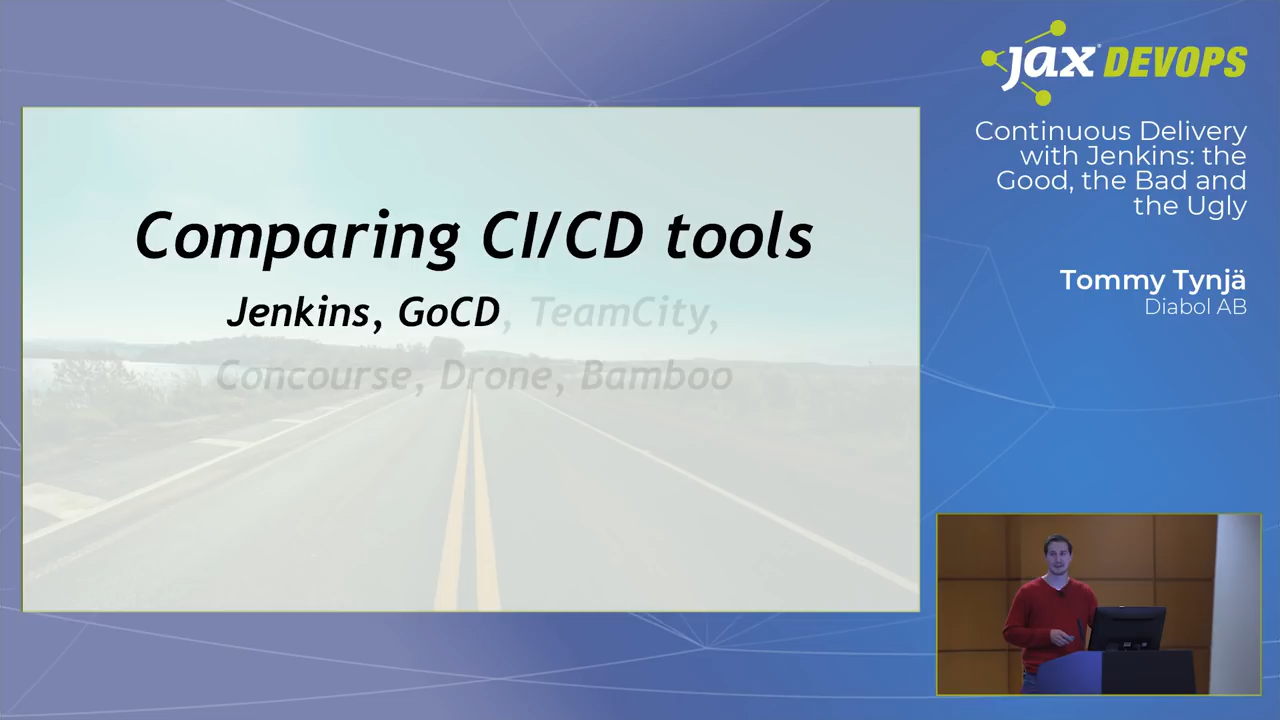 Comparing CI/CD tools
Jenkins, GoCD, TeamCity,
Concourse, Drone, Bamboo
jax DEVOPS
Continuous Delivery
with Jenkins: the
Good, the Bad and
the Ugly
Tommy Tynjä
Diabol AB